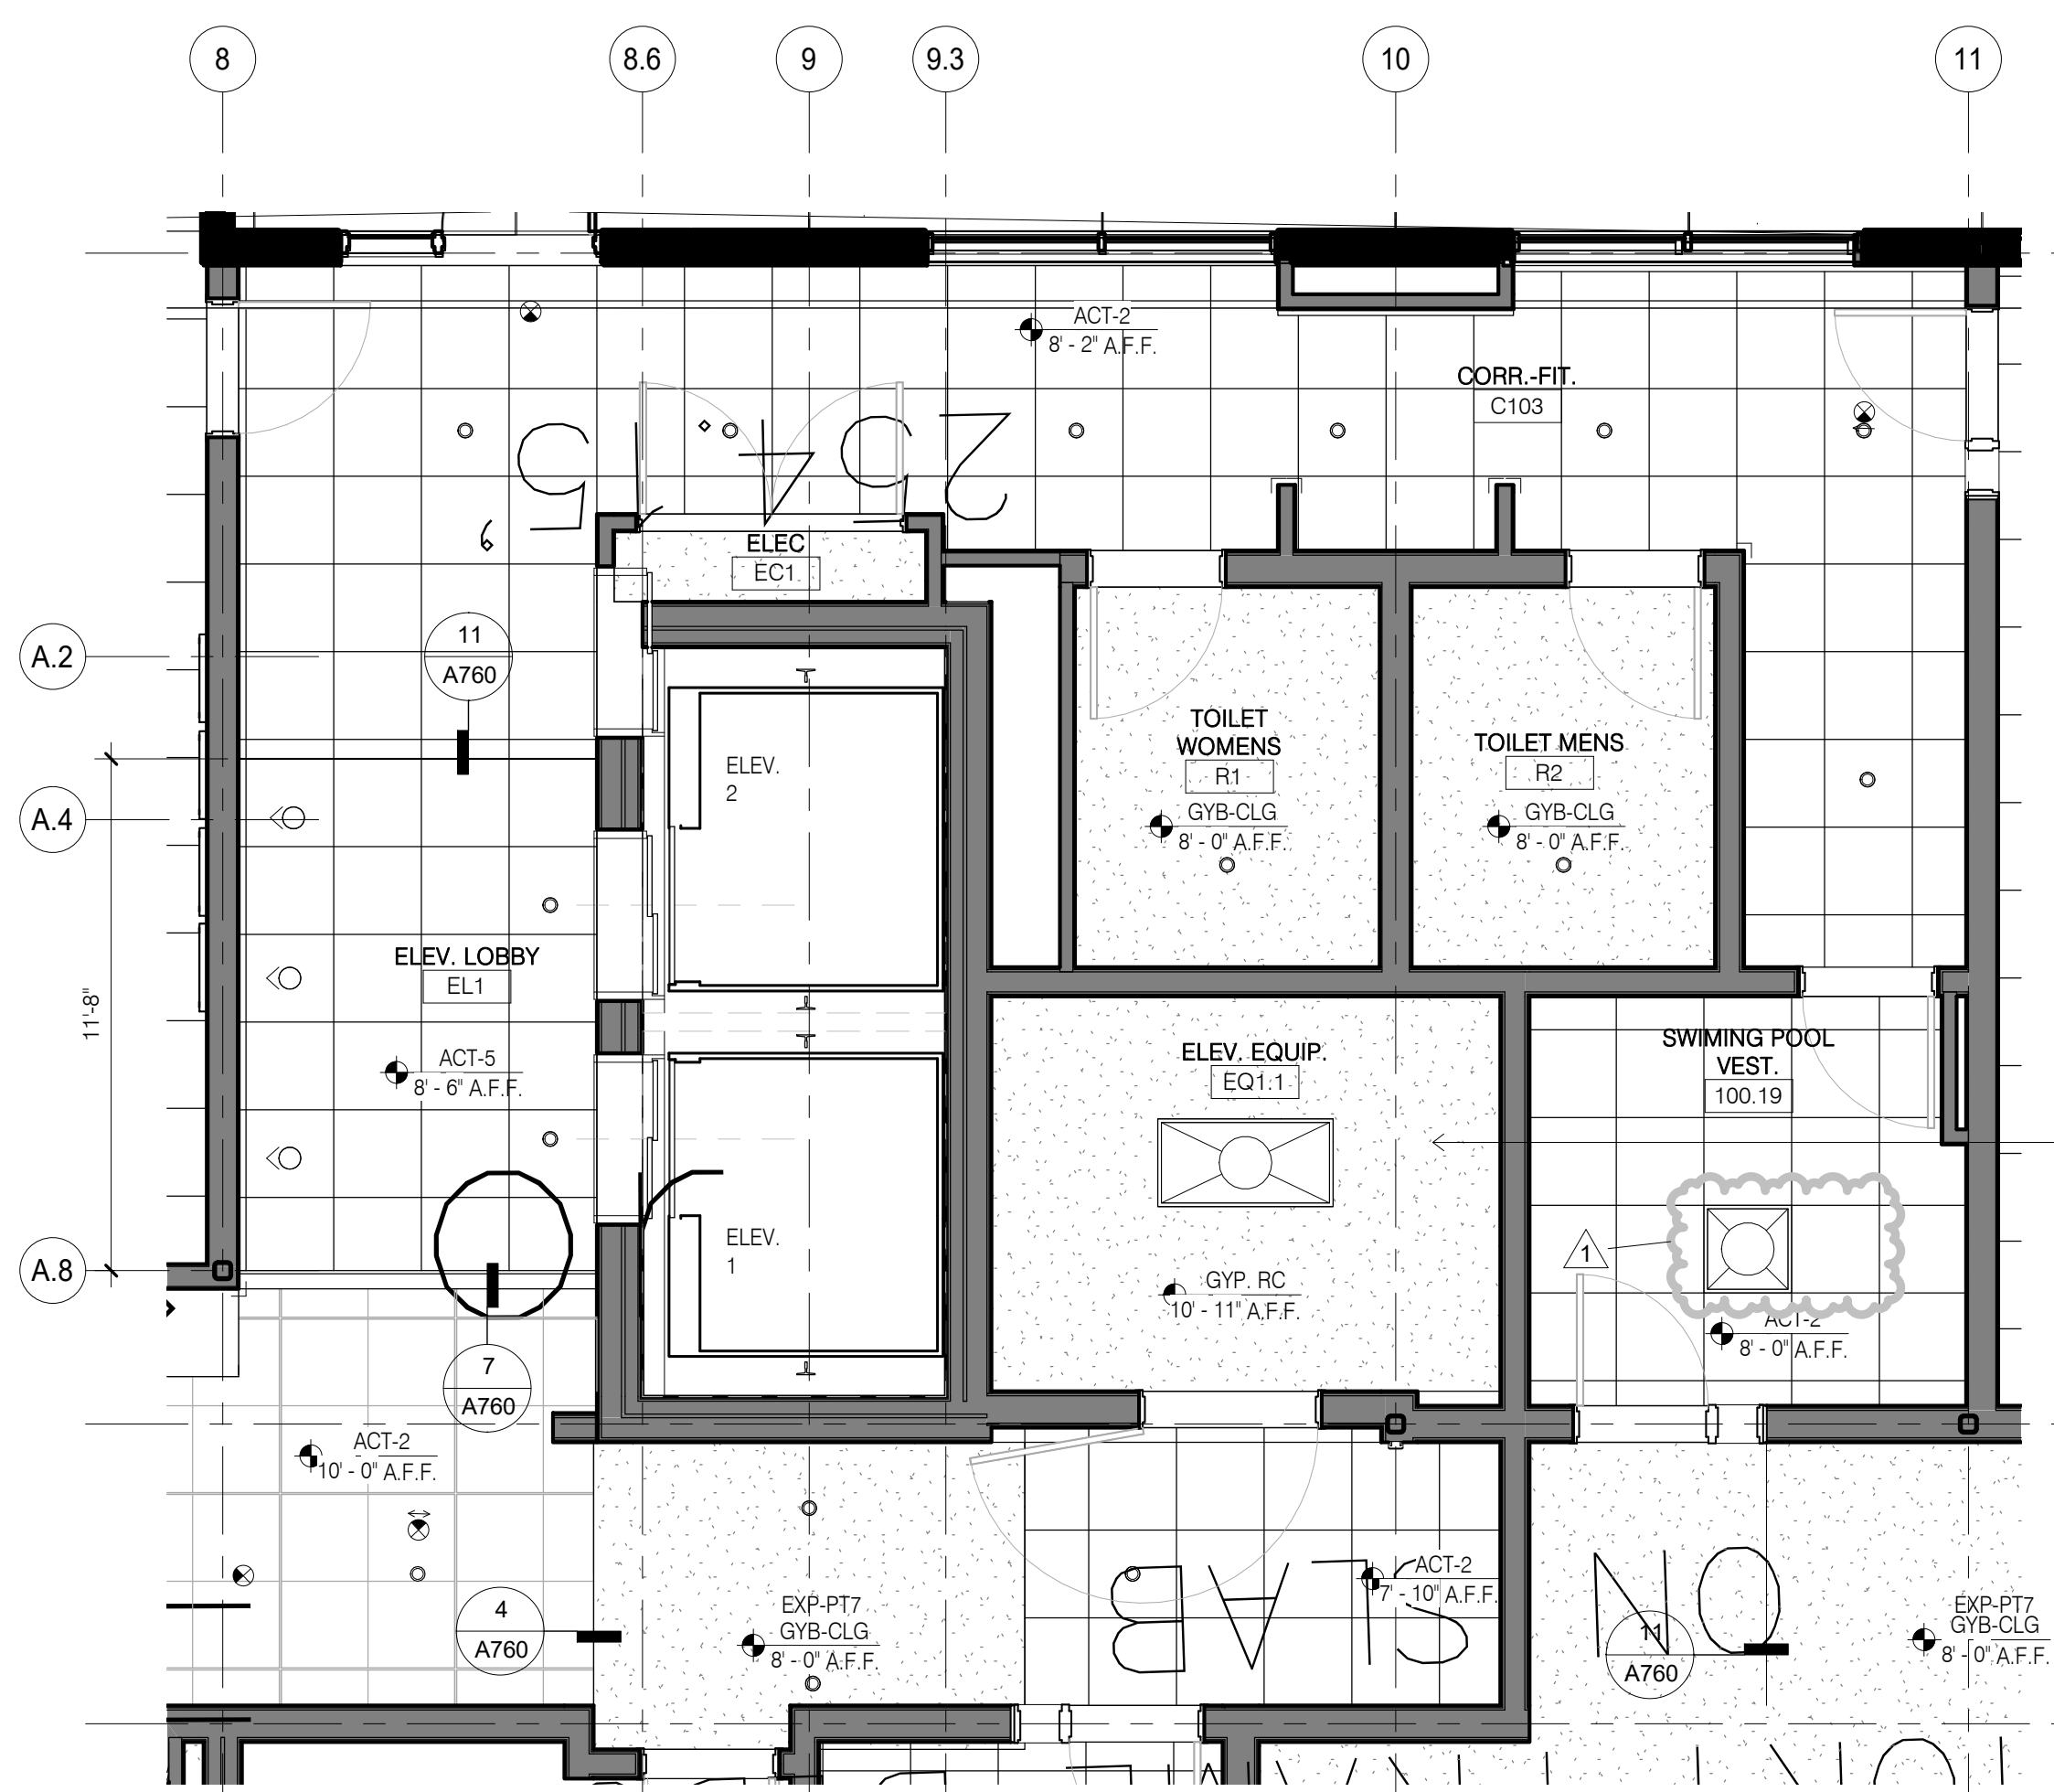 8
8.6
9
9.3
10
11
ACT-2
8' - 2" A.F.F.
CORR.-FIT.
C103
ELEC
EC1
A.2
11
A760
TOILET
WOMENS
R1
GYB-CLG
8' - 0" A.F.F.
TOILET MENS
R2
GYB-CLG
8' - 0" A.F.F.
ELEV.
2
A.4
ELEV. LOBBY
EL1
11'-8"
ACT-5
8' - 6" A.F.F.
ELEV. EQUIP.
EQ1.1
SWIMING POOL
VEST.
100.19
ELEV.
1
1
GYP. RC
10' - 11" A.F.F.
ACT-2
8' - 0" A.F.F.
A.8
7
A760
ACT-2
10' - 0" A.F.F.
4
A760
EXP-PT7
GYB-CLG
8' - 0" A.F.F.
ACT-2
7' - 10" A.F.F.
SLAB
NO
11
A760
EXP-PT7
GYB-CLG
8' - 0" A.F.F.